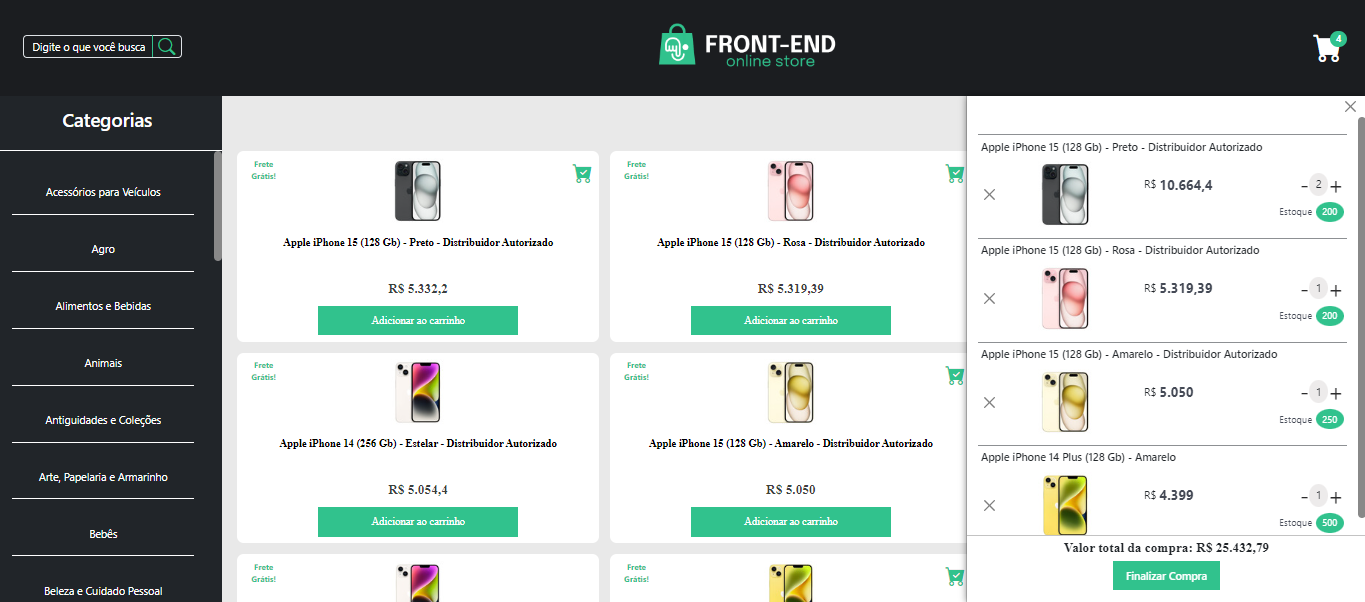 Digite o que você busca
FRONT-END
online store
4
Categorias
Acessórios para Veículos
Agro
Alimentos e Bebidas
Animais
Antiguidades e Coleções
Arte, Papelaria e Armarinho
Bebês
Beleza e Cuidado Pessoal
Frete
Grátis!
Apple iPhone 15 (128 Gb) - Preto - Distribuidor Autorizado
R$ 5.332,2
Adicionar ao carrinho
Frete
Grátis!
Apple iPhone 15 (128 Gb) - Rosa - Distribuidor Autorizado
R$ 5.319,39
Adicionar ao carrinho
Frete
Grátis!
Apple iPhone 14 (256 Gb) - Estelar - Distribuidor Autorizado
R$ 5.054,4
Adicionar ao carrinho
Frete
Grátis!
Apple iPhone 15 (128 Gb) - Amarelo - Distribuidor Autorizado
R$ 5.050
Adicionar ao carrinho
Frete
Grátis!
Frete
Grátis!
Apple iPhone 15 (128 Gb) - Preto - Distribuidor Autorizado
R$ 10.664,4
- 2 +
Estoque 200
Apple iPhone 15 (128 Gb) - Rosa - Distribuidor Autorizado
R$ 5.319,39
- 1 +
Estoque 200
Apple iPhone 15 (128 Gb) - Amarelo - Distribuidor Autorizado
R$ 5.050
- 1 +
Estoque 250
Apple iPhone 14 Plus (128 Gb) - Amarelo
R$ 4.399
- 1 +
Estoque 500
Valor total da compra: R$ 25.432,79
Finalizar Compra